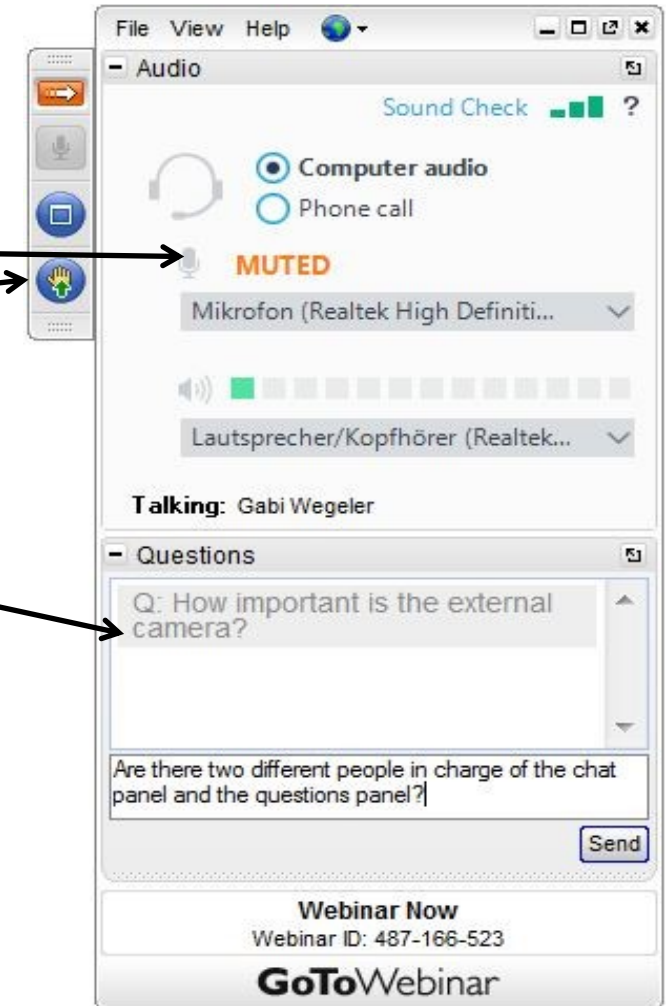 File View Help
Audio
Sound Check ?
Computer audio
Phone call
MUTED
Mikrofon (Realtek High Definiti...
Lautsprecher/Kopfhörer (Realtek...
Talking: Gabi Wegeler
Questions
Q: How important is the external
camera?
Are there two different people in charge of the chat
panel and the questions panel?
Send
Webinar Now
Webinar ID: 487-166-523
GoToWebinar